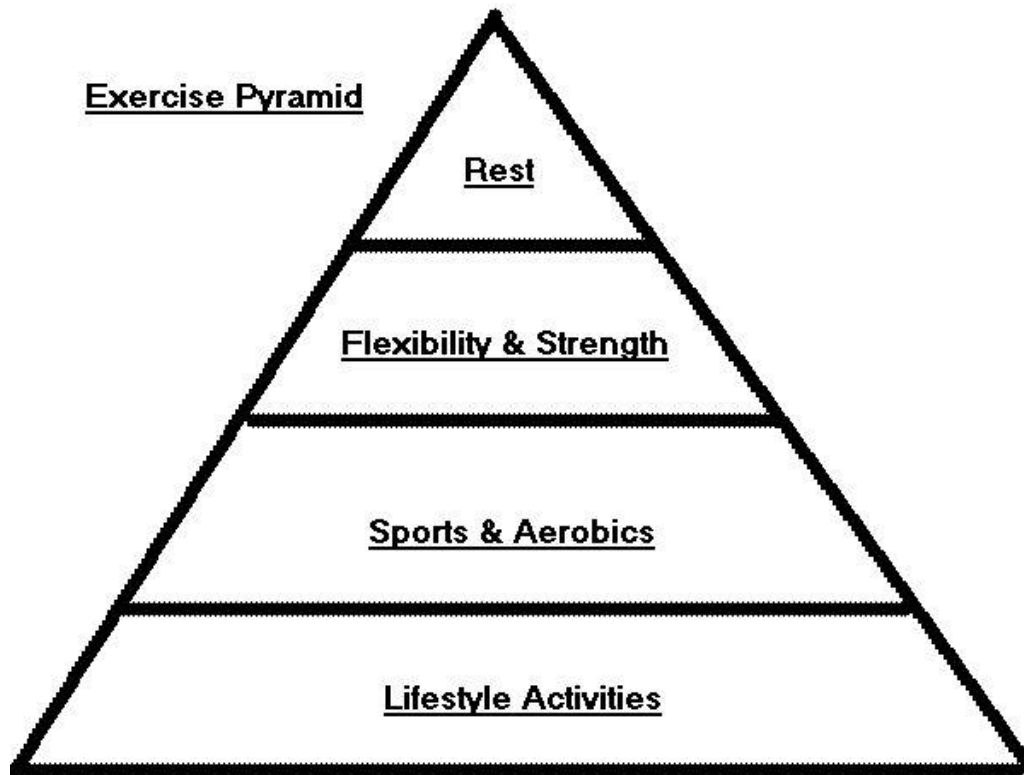 Exercise Pyramid
Rest
Flexibility & Strength
Sports & Aerobics
Lifestyle Activities